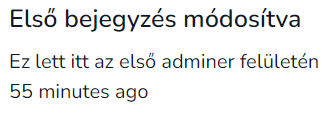 Első bejegyzés módosítva
Ez lett itt az első adminer felületén
55 minutes ago